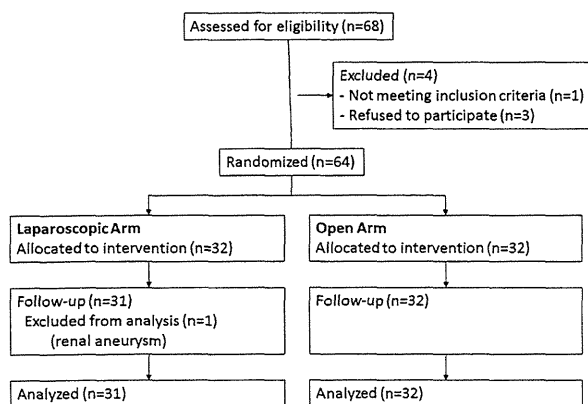 Assessed for eligibility (n=68)
Excluded (n=4)
- Not meeting inclusion criteria (n=1)
- Refused to participate (n=3)
Randomized (n=64)
Laparoscopic Arm
Allocated to intervention (n=32)
Open Arm
Allocated to intervention (n=32)
Follow-up (n=31)
Excluded from analysis (n=1)
(renal aneurysm)
Follow-up (n=32)
Analyzed (n=31)
Analyzed (n=32)